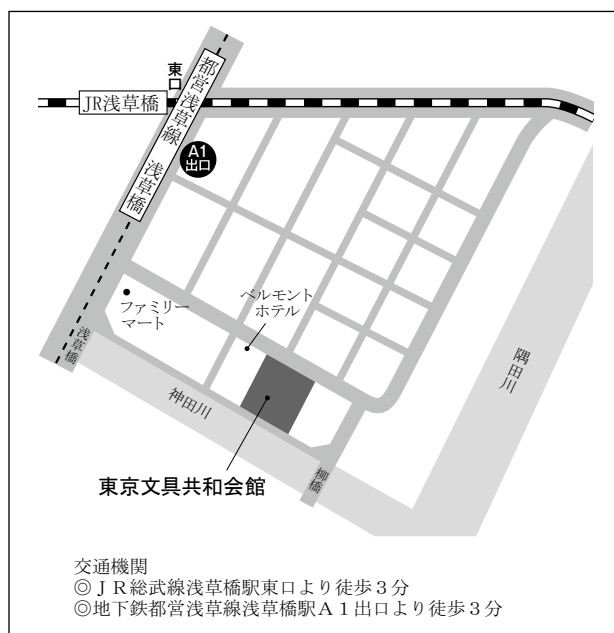 東口
JR浅草橋
都営浅草線 浅草橋
A1
出口
ファミリー
マート
ベルモント
ホテル
浅草橋
神田川
隅田川
柳橋
東京文具共和会館
交通機関
◎ＪＲ総武線浅草橋駅東口より徒歩３分
◎地下鉄都営浅草線浅草橋駅Ａ１出口より徒歩３分